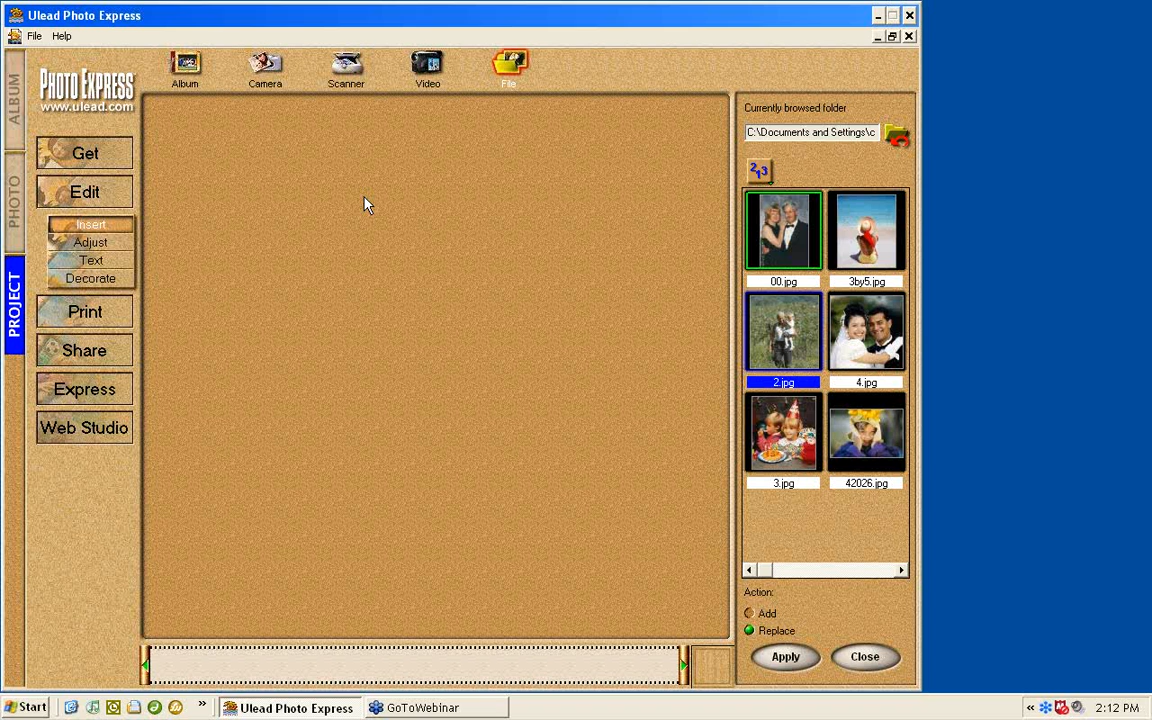 Ulead Photo Express
File Help
ALBUM
PHOTO
PROJECT
PHOTO EXPRESS
www.ulead.com
Album Camera Scanner Video File
Get
Edit
Insert
Adjust
Text
Decorate
Print
Share
Express
Web Studio
Currently browsed folder
C:\Documents and Settings\c
213
00.jpg 3by5.jpg
2.jpg 4.jpg
3.jpg 42026.jpg
Action:
Add
Replace
Apply Close
Start » Ulead Photo Express GoToWebinar « 2:12 PM